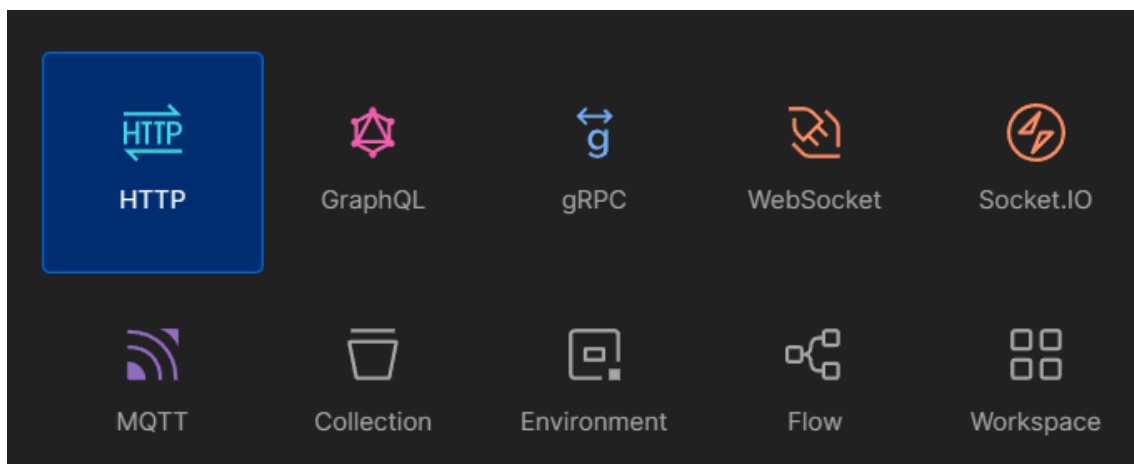 HTTP
HTTP
GraphQL
g
gRPC
WebSocket
Socket.IO
MQTT
Collection
Environment
Flow
Workspace